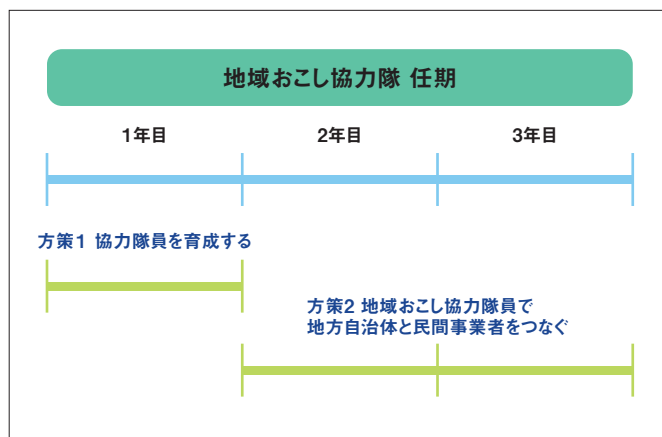 地域おこし協力隊 任期
1年目
2年目
3年目
方策1 協力隊員を育成する
方策2 地域おこし協力隊員で
地方自治体と民間事業者をつなぐ